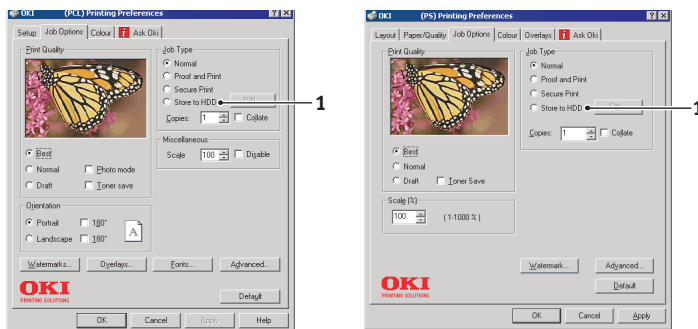 OKI (PCL) Printing Preferences
Setup Job Options Colour Ask Oki
Print Quality
Best
Normal Photo mode
Draft Toner save
Orientation
Portrait 180°
Landscape 180°
A
Job Type
Normal
Proof and Print
Secure Print
Store to HDD
1
Copies: 1 Collate
Miscellaneous
Scale 100 Disable
Watermarks... Overlays... Fonts... Advanced...
OKI
PRINTING SOLUTIONS
Default
OK Cancel Apply Help
OKI (PS) Printing Preferences
Layout Paper/Quality Job Options Colour Overlays Ask Oki
Print Quality
Best
Normal
Draft Toner Save
Scale (%)
100 (1-1000 %)
Job Type
Normal
Proof and Print
Secure Print
Store to HDD
1
Copies: 1 Collate
Watermark... Advanced...
OKI
PRINTING SOLUTIONS
Default
OK Cancel Apply